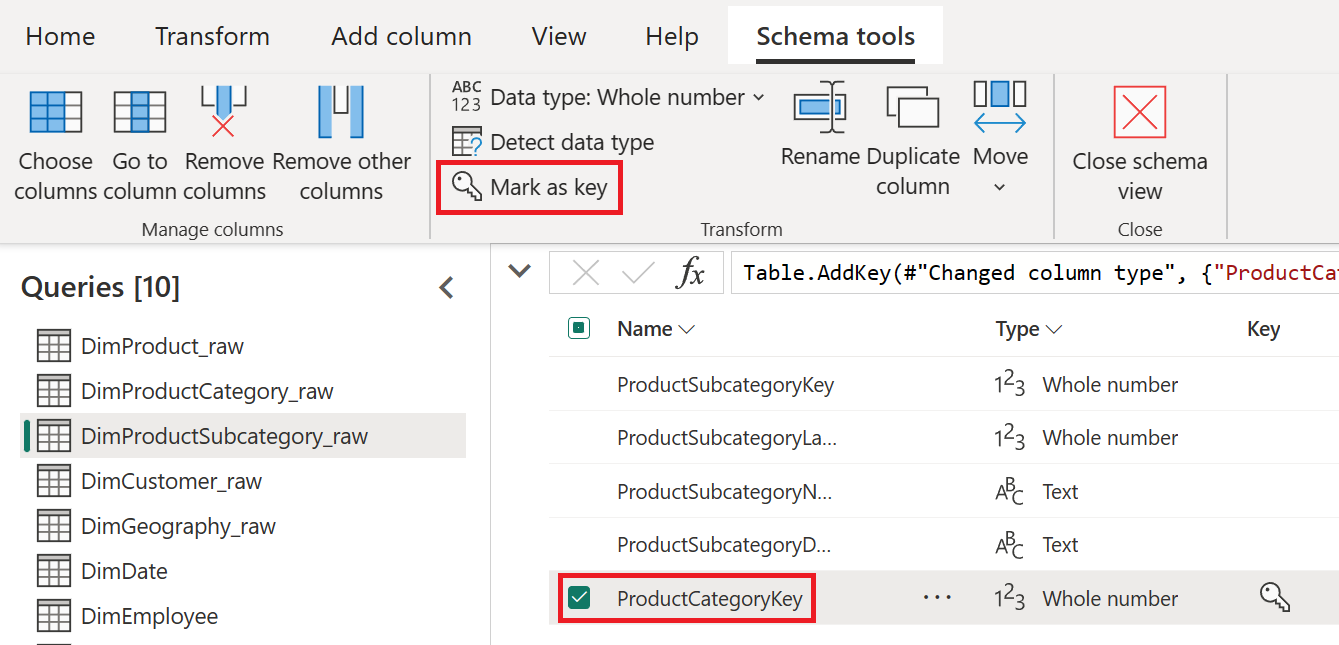 Home Transform Add column View Help Schema tools
Choose columns
Go to column
Remove columns
Remove other columns
Manage columns
ABC 123 Data type: Whole number
Detect data type
Mark as key
Rename
Duplicate column
Move
Transform
Close schema view
Close
Queries [10]
DimProduct_raw
DimProductCategory_raw
DimProductSubcategory_raw
DimCustomer_raw
DimGeography_raw
DimDate
DimEmployee
fx Table.AddKey(#"Changed column type", {"ProductCa
Name Type Key
ProductSubcategoryKey 123 Whole number
ProductSubcategoryLa... 123 Whole number
ProductSubcategoryN... ABC Text
ProductSubcategoryD... ABC Text
ProductCategoryKey ... 123 Whole number